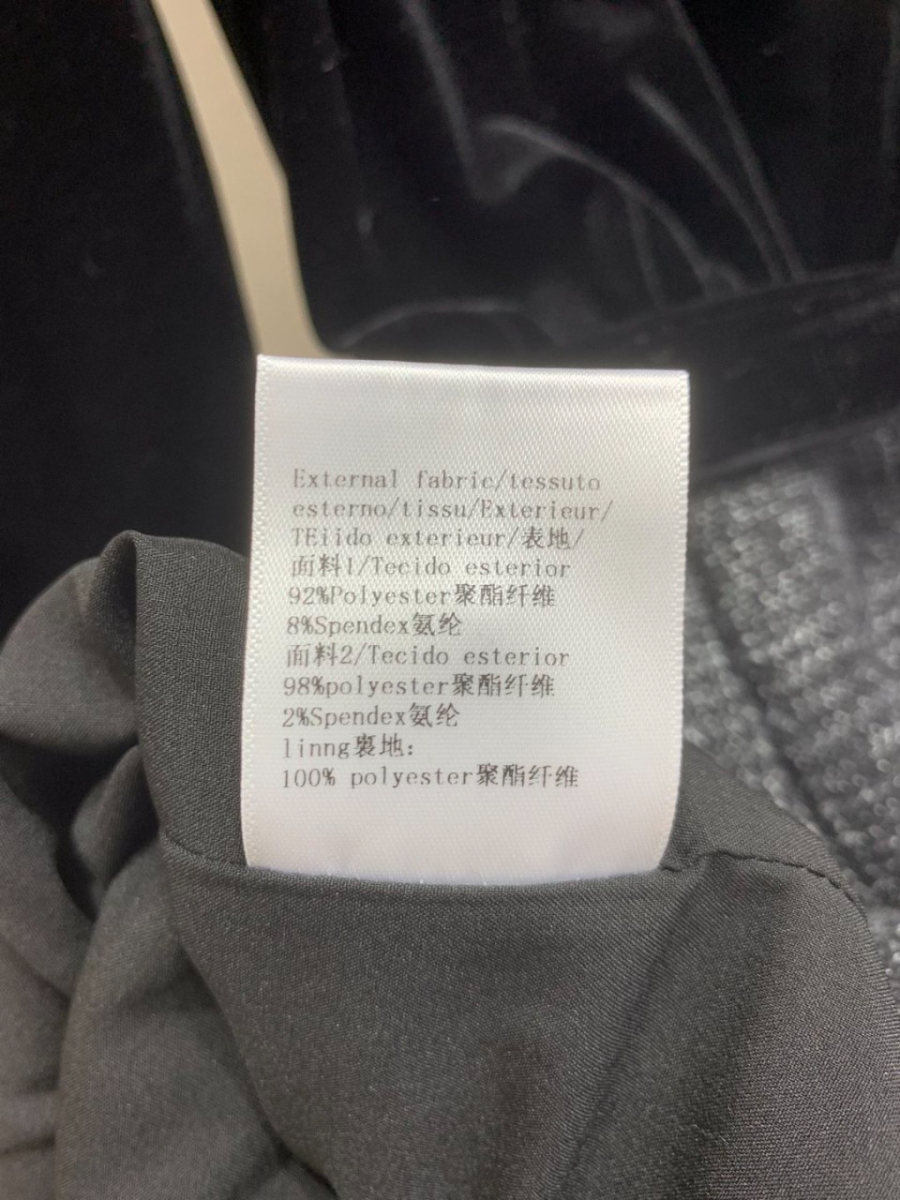 External fabric/tessuto
esterno/tissu/Exterieur/
TEiido exterieur/表地/
面料1/Tecido esterior
92%Polyester聚酯纤维
8%Spendex氨纶
面料2/Tecido esterior
98%polyester聚酯纤维
2%Spendex氨纶
linng裏地:
100% polyester聚酯纤维